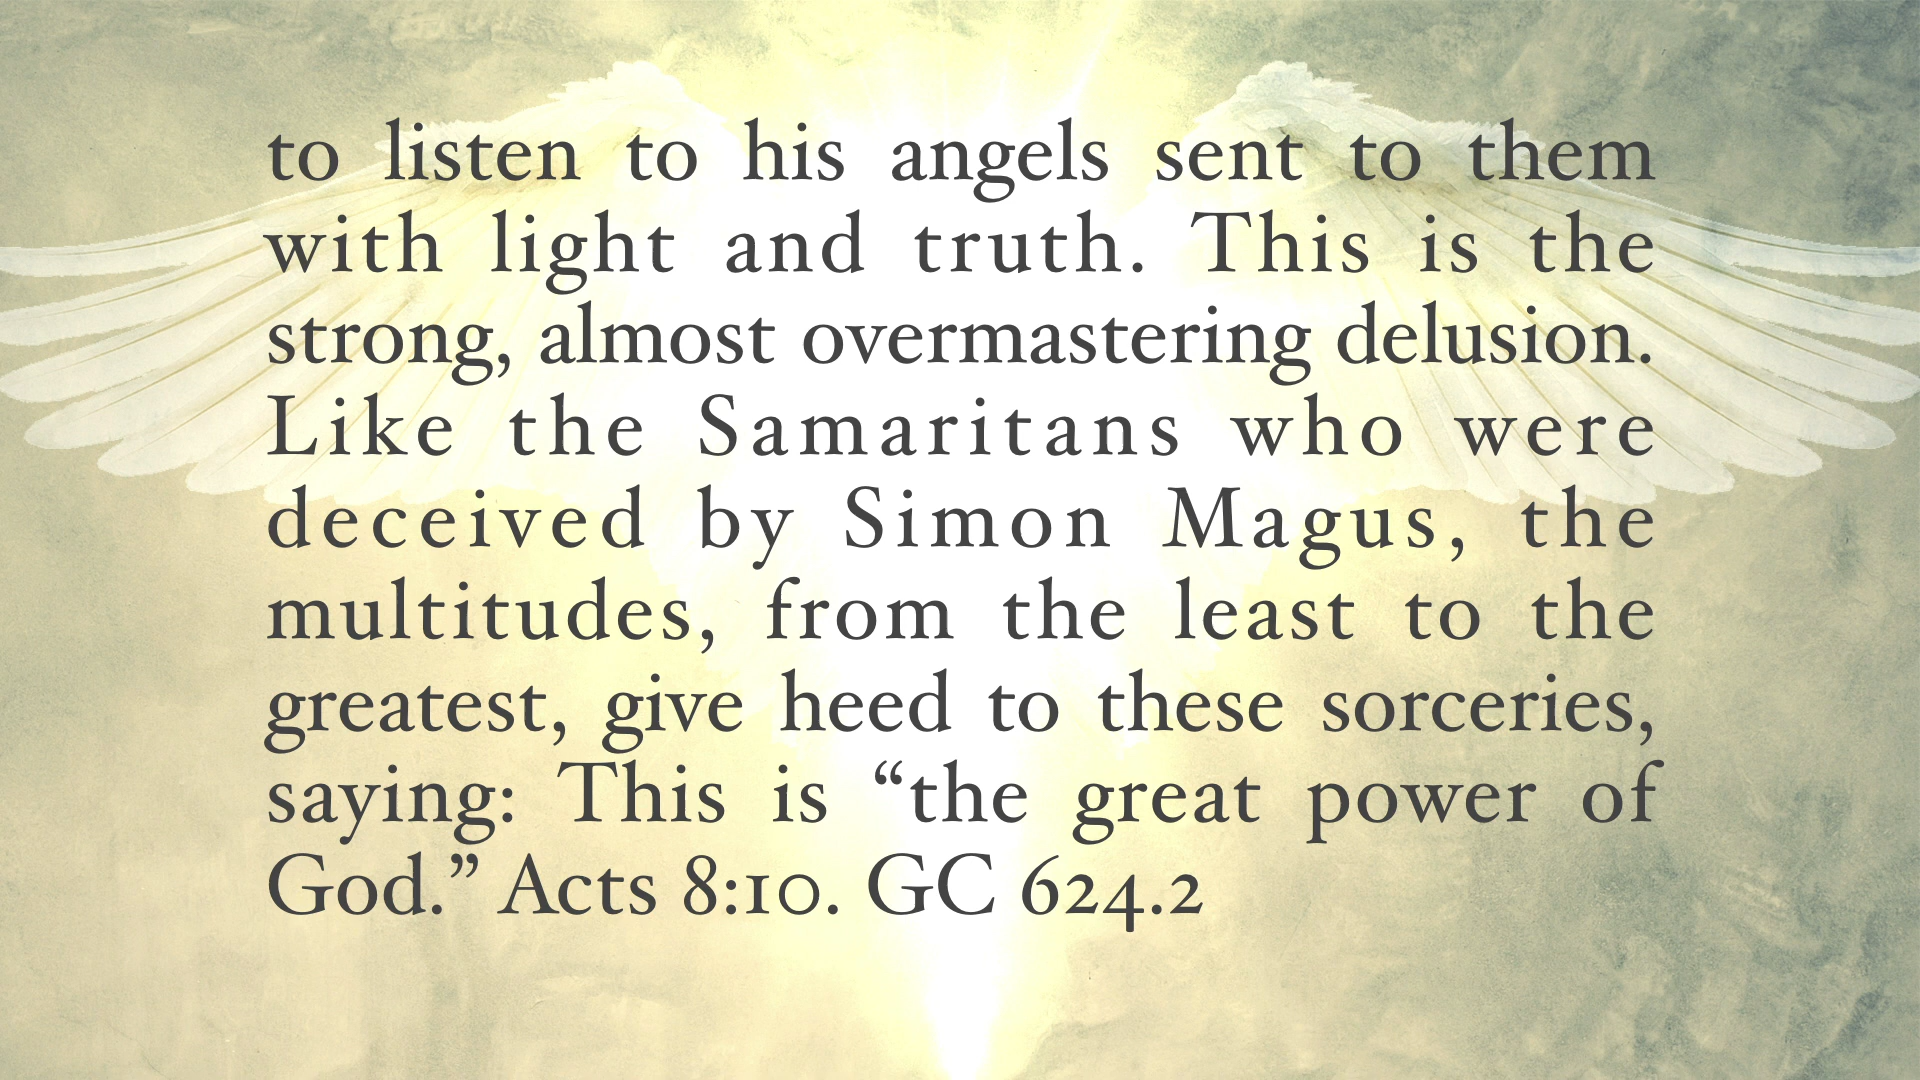 to listen to his angels sent to them
with light and truth. This is the
strong, almost overmastering delusion.
Like the Samaritans who were
deceived by Simon Magus, the
multitudes, from the least to the
greatest, give heed to these sorceries,
saying: This is “the great power of
God.” Acts 8:10. GC 624.2